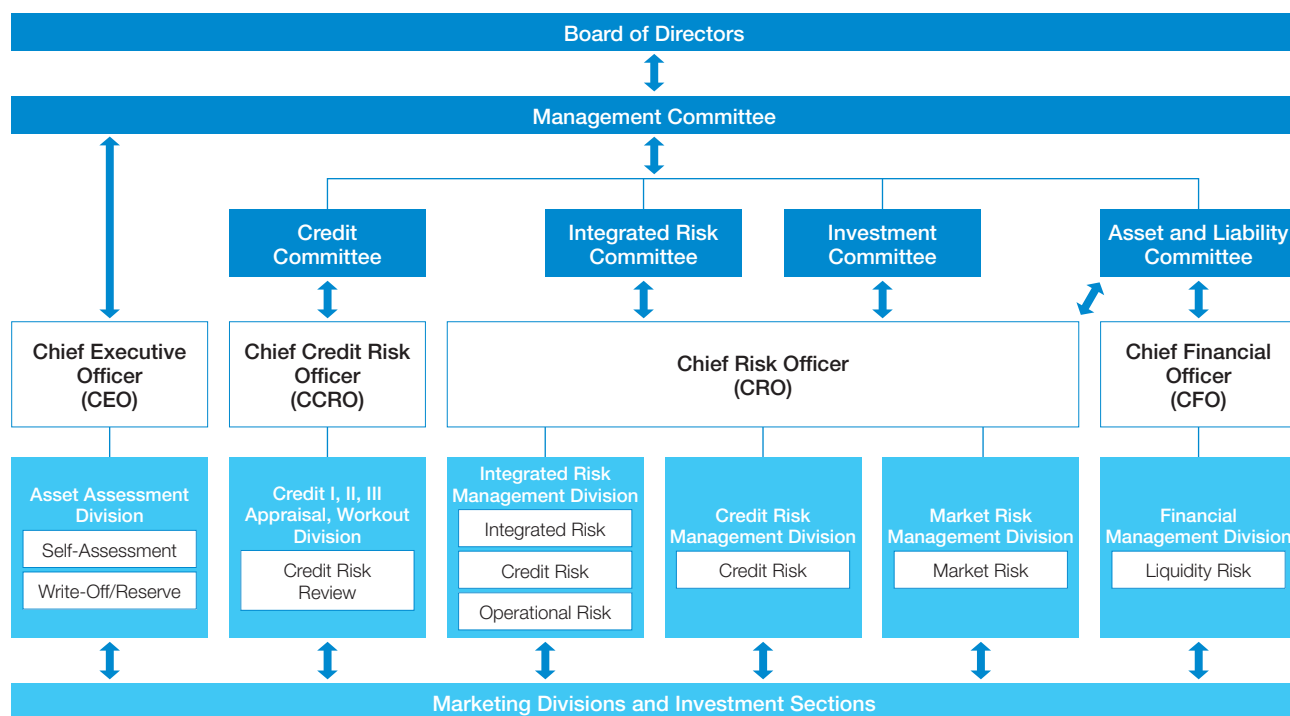 Board of Directors
Management Committee
Credit
Committee
Integrated Risk
Committee
Investment
Committee
Asset and Liability
Committee
Chief Executive
Officer
(CEO)
Chief Credit Risk
Officer
(CCRO)
Chief Risk Officer
(CRO)
Chief Financial
Officer
(CFO)
Asset Assessment
Division
Self-Assessment
Write-Off/Reserve
Credit I, II, III
Appraisal, Workout
Division
Credit Risk
Review
Integrated Risk
Management Division
Integrated Risk
Credit Risk
Operational Risk
Credit Risk
Management Division
Credit Risk
Market Risk
Management Division
Market Risk
Financial
Management Division
Liquidity Risk
Marketing Divisions and Investment Sections